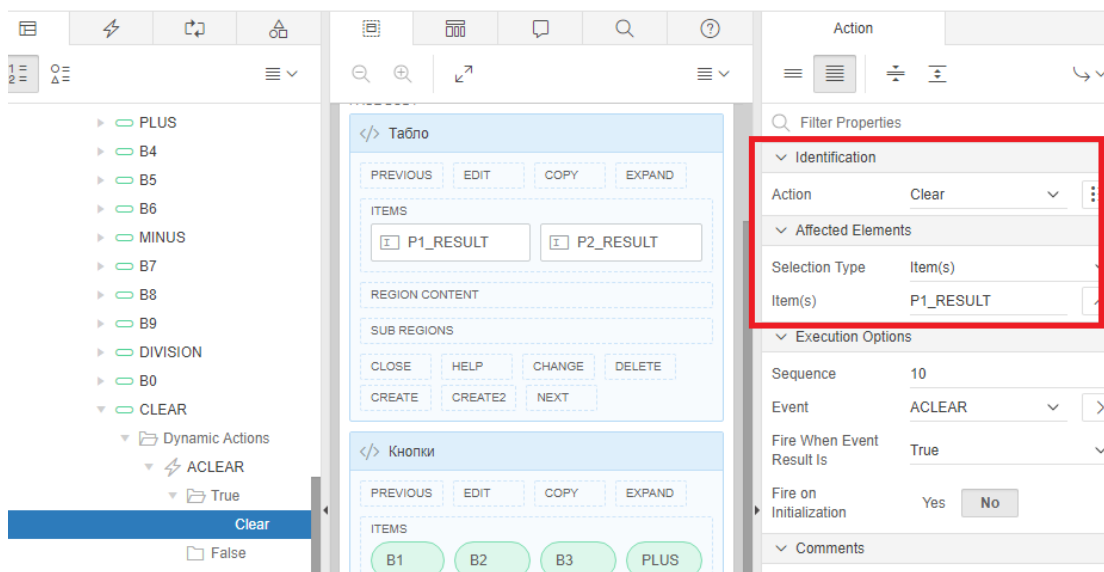 Action
1 =
2 =
PLUS
B4
B5
B6
MINUS
B7
B8
B9
DIVISION
B0
CLEAR
Dynamic Actions
ACLEAR
True
Clear
False
</> Табло
PREVIOUS EDIT COPY EXPAND
ITEMS
P1_RESULT P2_RESULT
REGION CONTENT
SUB REGIONS
CLOSE HELP CHANGE DELETE
CREATE CREATE2 NEXT
</> Кнопки
PREVIOUS EDIT COPY EXPAND
ITEMS
B1 B2 B3 PLUS
Filter Properties
Identification
Action Clear
Affected Elements
Selection Type Item(s)
Item(s) P1_RESULT
Execution Options
Sequence 10
Event ACLEAR
Fire When Event
Result Is True
Fire on
Initialization Yes No
Comments